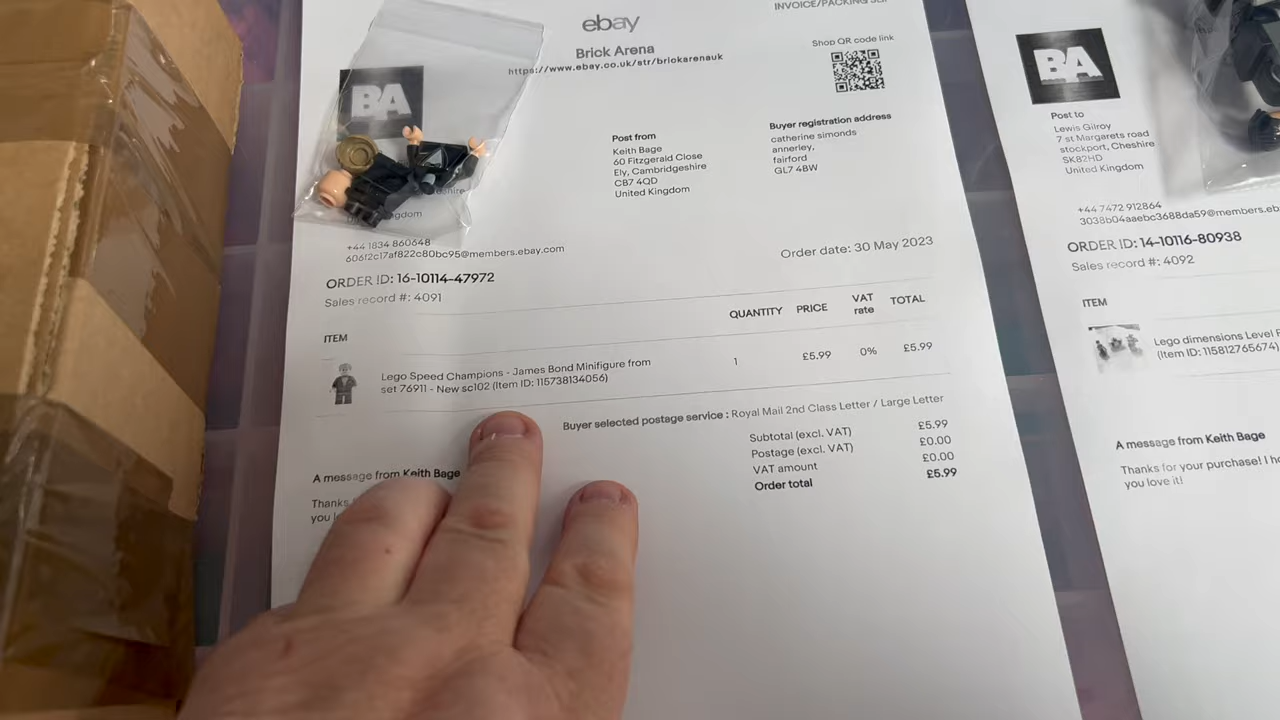 INVOICE/PACKING SLIP
ebay
Brick Arena
https://www.ebay.co.uk/str/brickarenauk
Shop QR code link
BA
Post from
Keith Bage
60 Fitzgerald Close
Ely, Cambridgeshire
CB7 4QD
United Kingdom
Buyer registration address
catherine simonds
annerley,
fairford
GL7 4BW
+44 1834 860648
606f2c17af822c80bc95@members.ebay.com
Order date: 30 May 2023
ORDER ID: 16-10114-47972
Sales record #: 4091
ITEM QUANTITY PRICE VAT rate TOTAL
Lego Speed Champions - James Bond Minifigure from
set 76911 - New sc102 (Item ID: 115738134056)
1 £5.99 0% £5.99
Buyer selected postage service : Royal Mail 2nd Class Letter / Large Letter
Subtotal (excl. VAT) £5.99
Postage (excl. VAT) £0.00
VAT amount £0.00
Order total £5.99
A message from Keith Bage
Thanks
BA
Post to
Lewis Gilroy
7 st Margarets road
stockport, Cheshire
SK82HD
United Kingdom
+44 7472 912864
3038b04aaebc3688da59@members.eb
ORDER ID: 14-10116-80938
Sales record #: 4092
ITEM
Lego dimensions Level
(Item ID: 115812765674)
A message from Keith Bage
Thanks for your purchase! I ho
you love it!